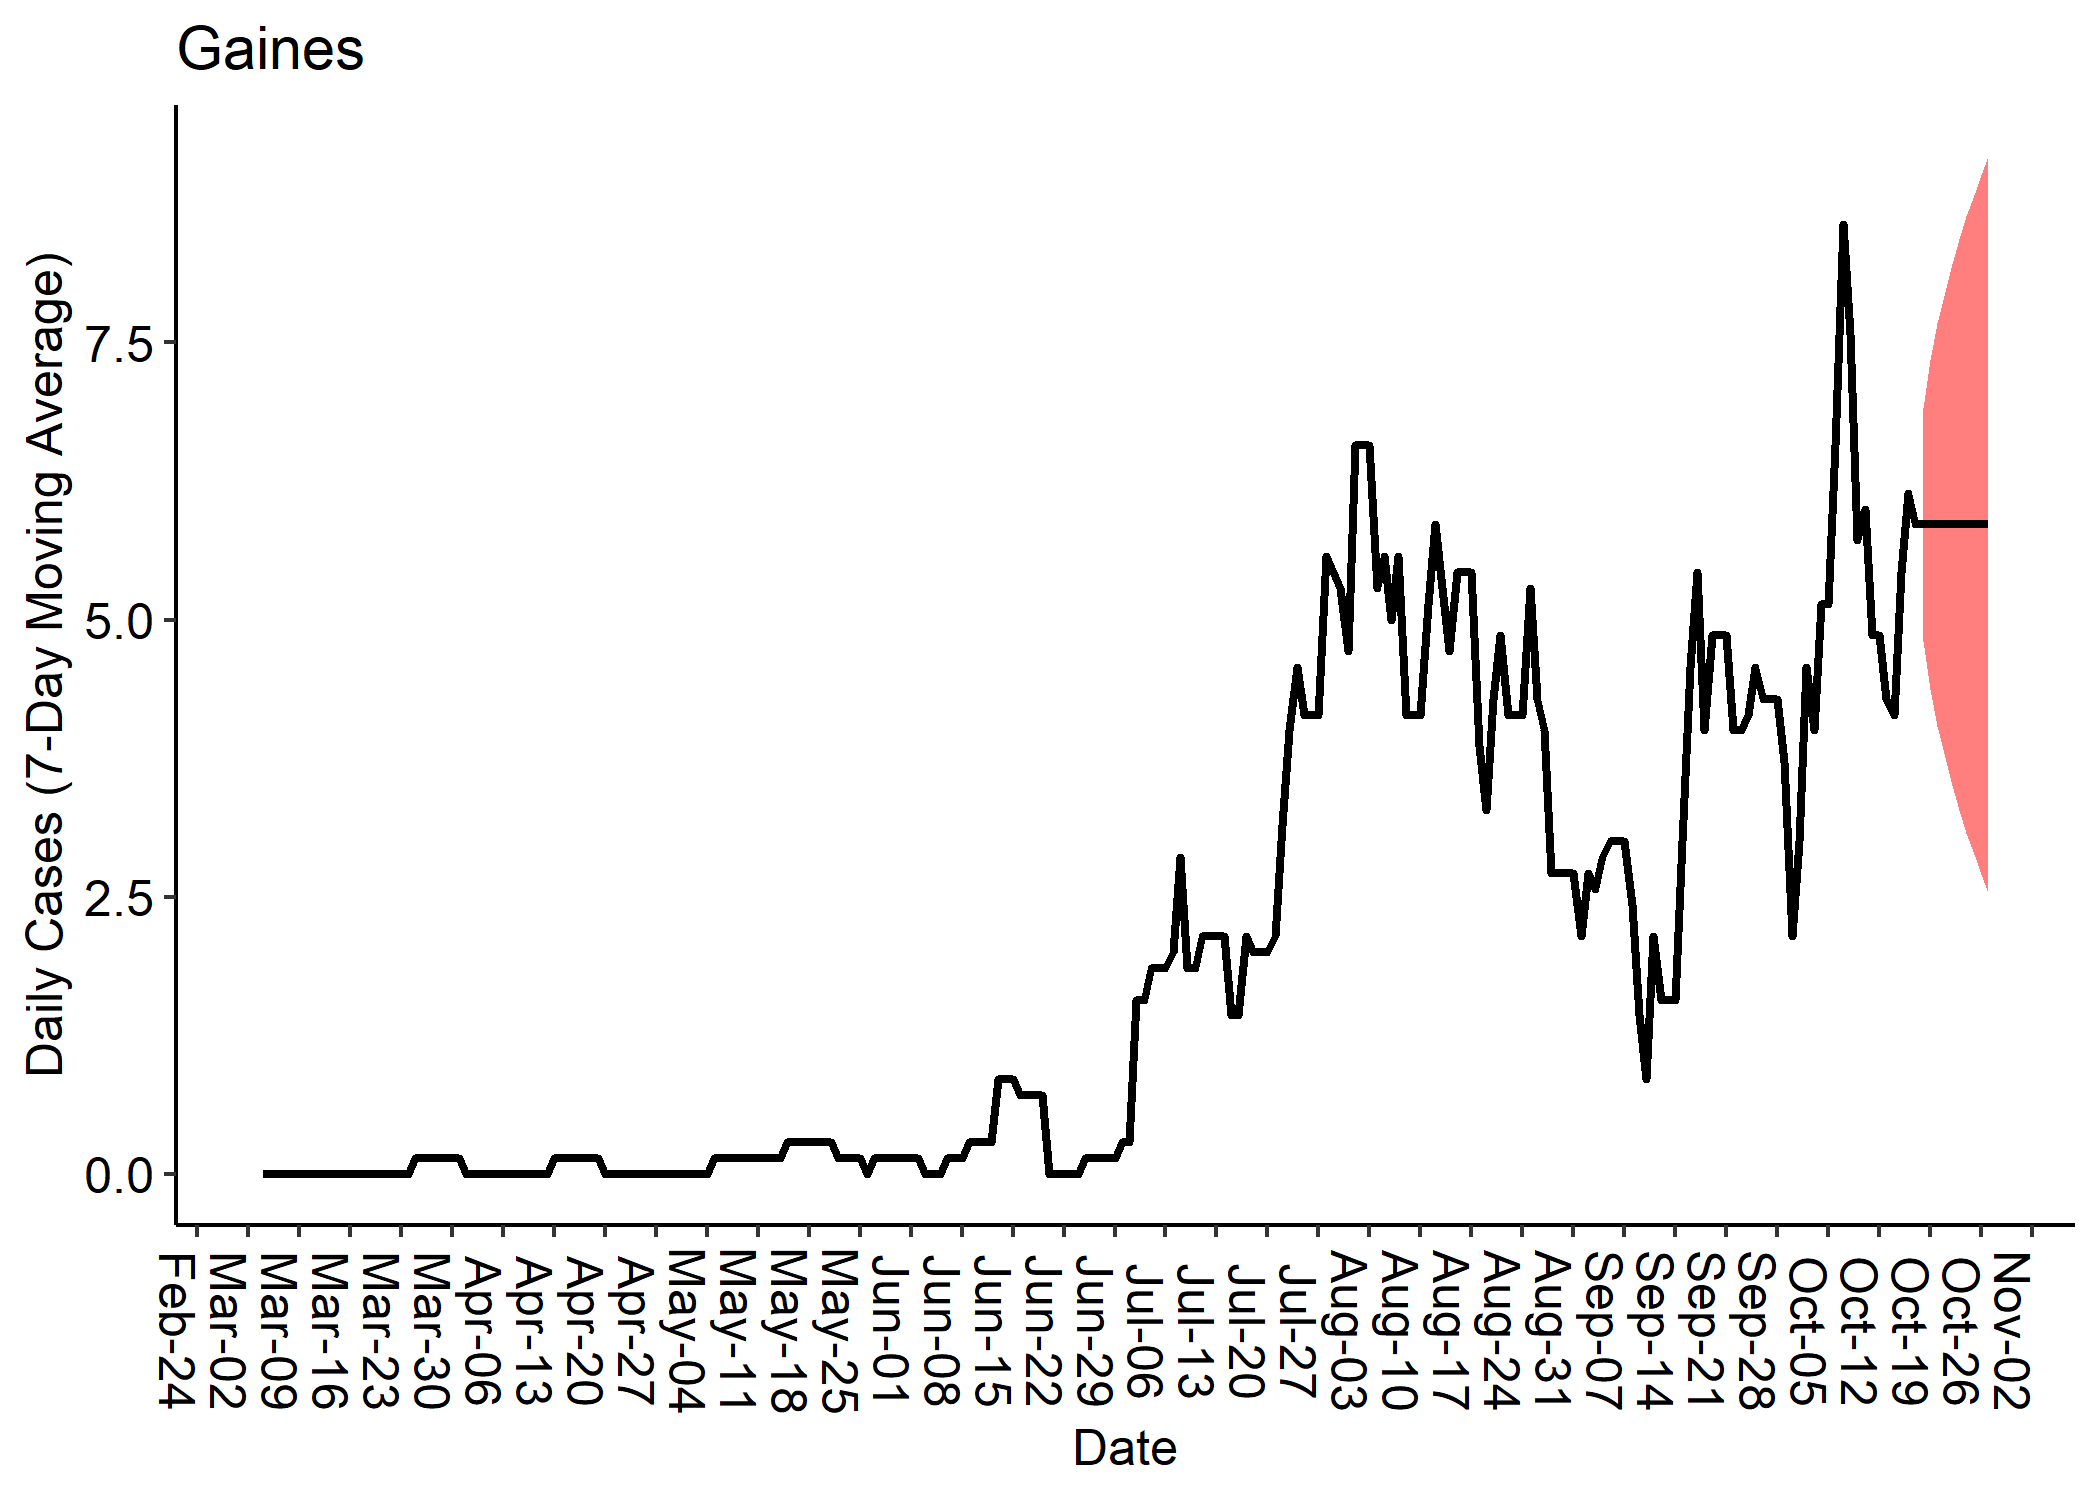 Gaines
Daily Cases (7-Day Moving Average)
7.5
5.0
2.5
0.0
Feb-24
Mar-02
Mar-09
Mar-16
Mar-23
Mar-30
Apr-06
Apr-13
Apr-20
Apr-27
May-04
May-11
May-18
May-25
Jun-01
Jun-08
Jun-15
Jun-22
Jun-29
Jul-06
Jul-13
Jul-20
Jul-27
Aug-03
Aug-10
Aug-17
Aug-24
Aug-31
Sep-07
Sep-14
Sep-21
Sep-28
Oct-05
Oct-12
Oct-19
Oct-26
Nov-02
Date